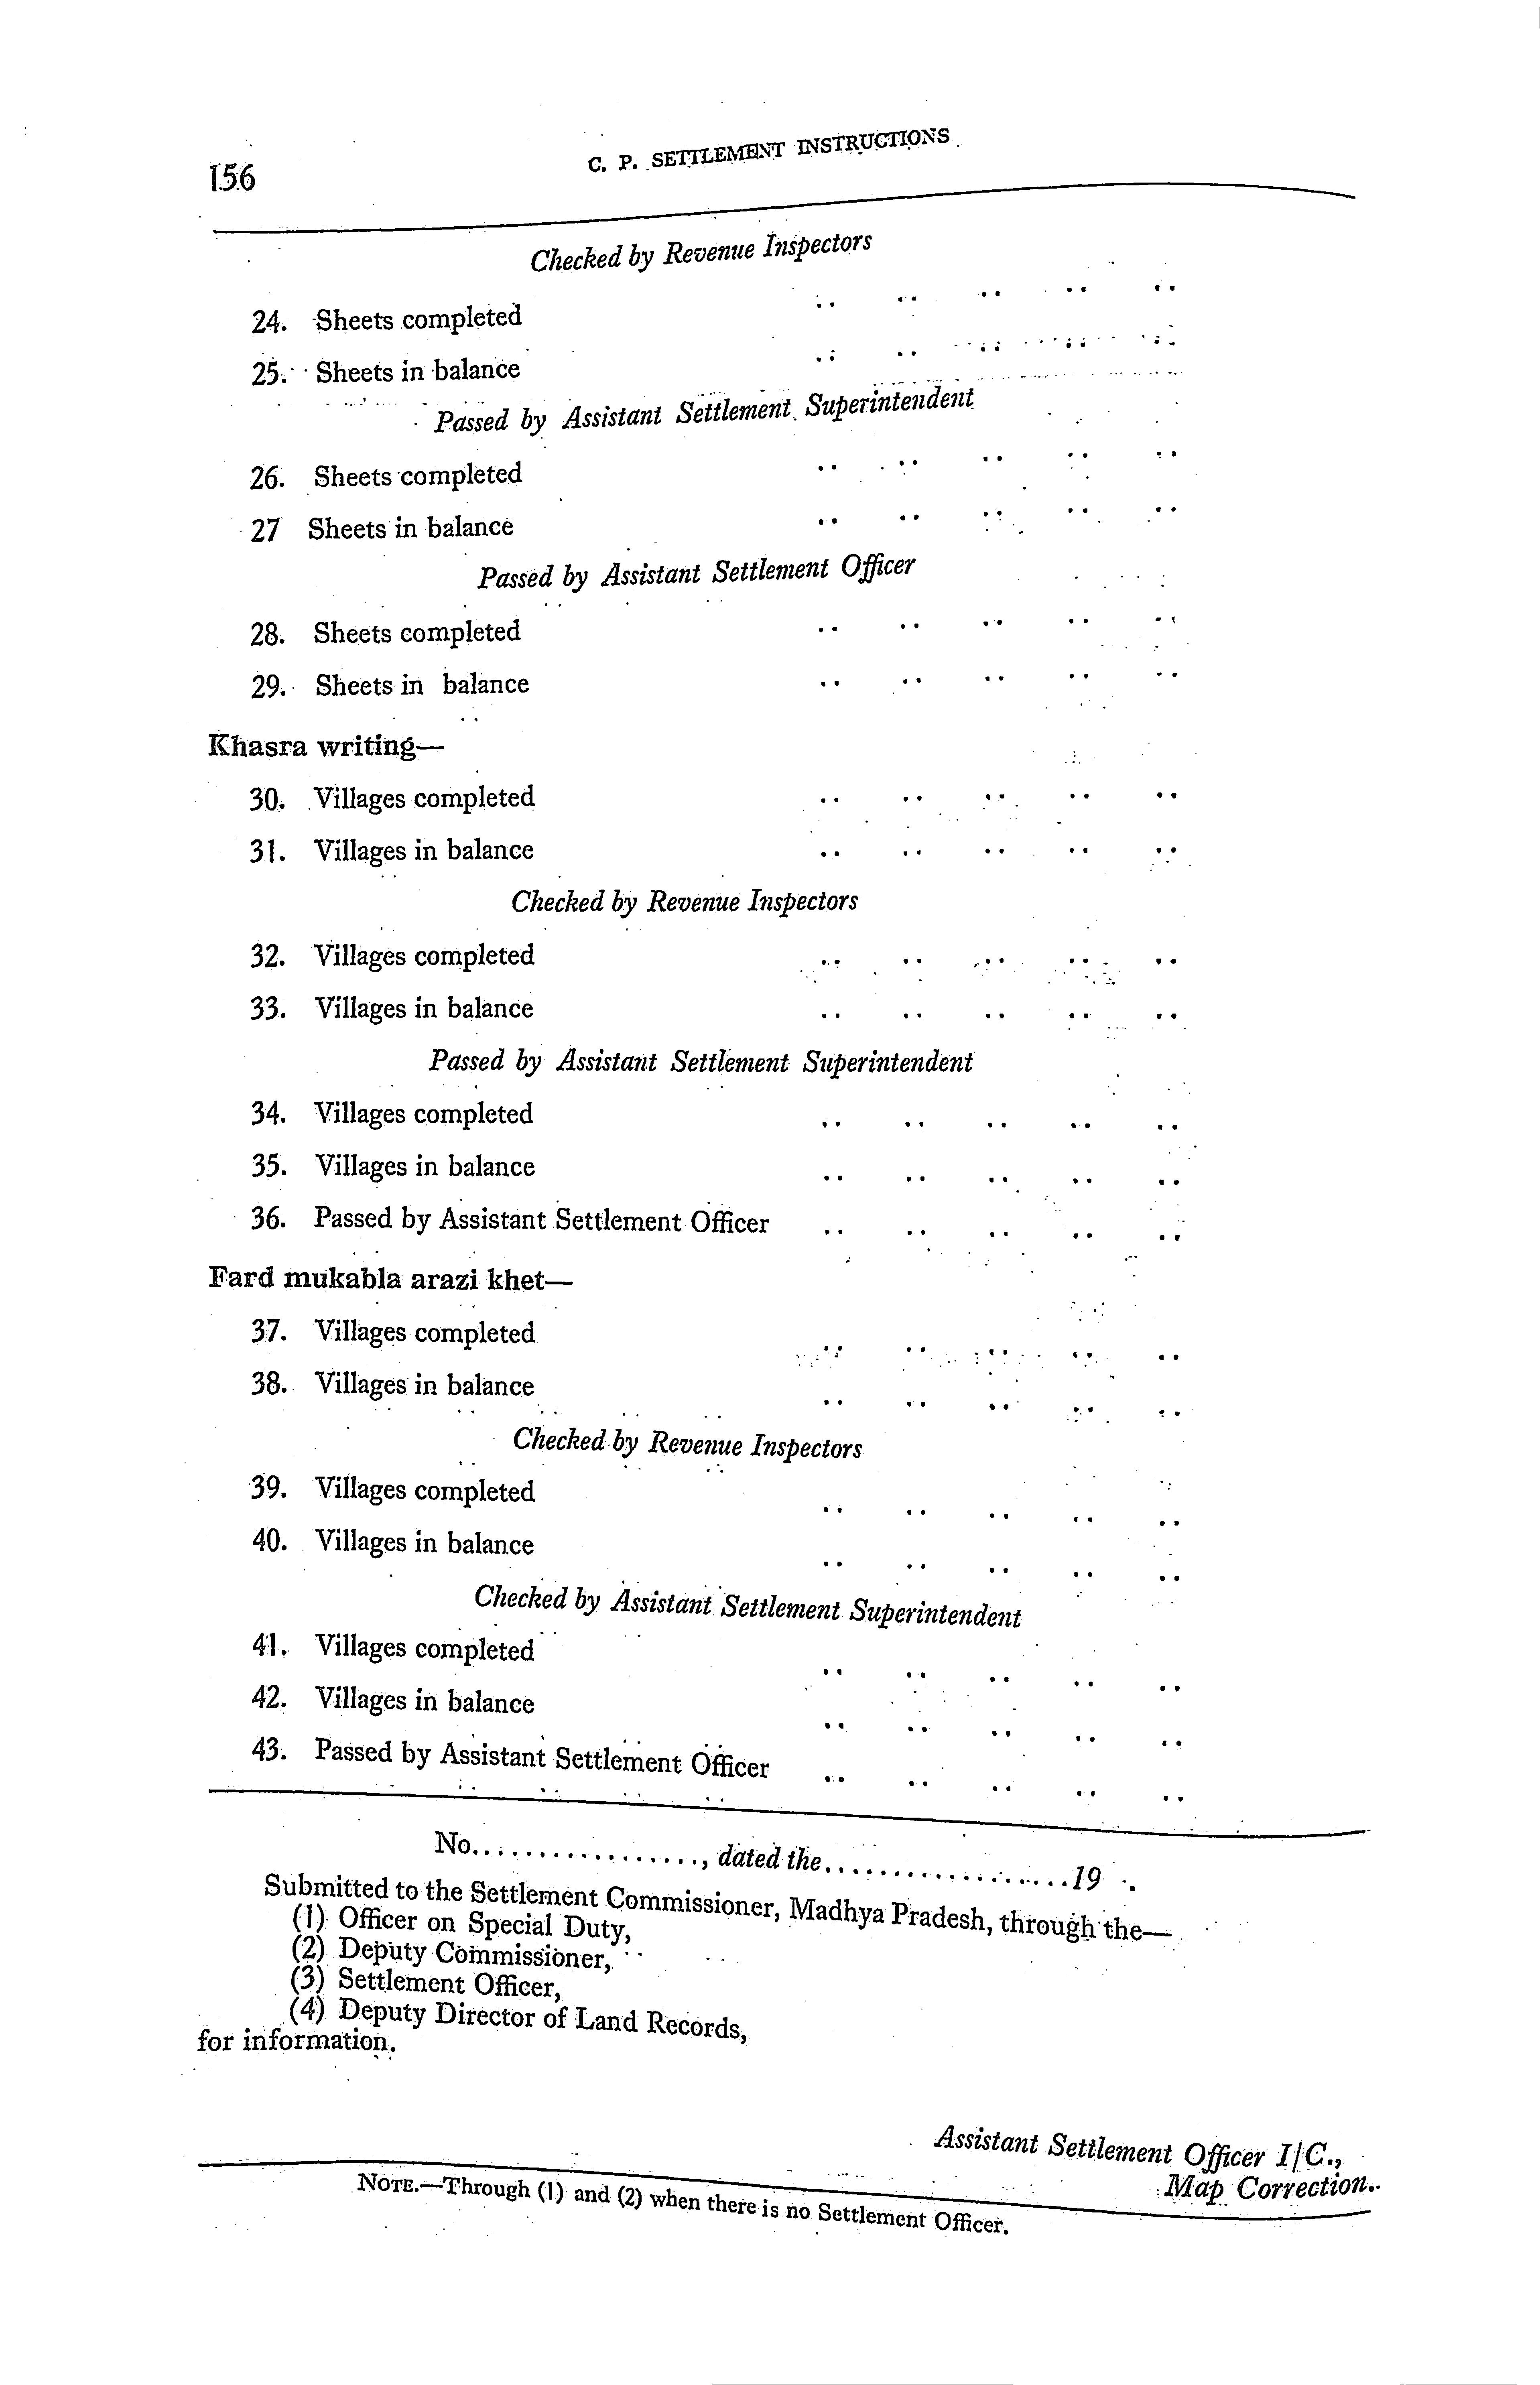 156
C. P. SETTLEMENT INSTRUCTIONS
Checked by Revenue Inspectors
24. Sheets completed .. .. .. .. ..
25. Sheets in balance .. .. .. .. ..
Passed by Assistant Settlement Superintendent
26. Sheets completed .. .. .. .. ..
27 Sheets in balance .. .. .. .. ..
Passed by Assistant Settlement Officer
28. Sheets completed .. .. .. .. ..
29. Sheets in balance .. .. .. .. ..
Khasra writing—
30. Villages completed .. .. .. .. ..
31. Villages in balance .. .. .. .. ..
Checked by Revenue Inspectors
32. Villages completed .. .. .. .. ..
33. Villages in balance .. .. .. .. ..
Passed by Assistant Settlement Superintendent
34. Villages completed .. .. .. .. ..
35. Villages in balance .. .. .. .. ..
36. Passed by Assistant Settlement Officer .. .. .. .. ..
Fard mukabla arazi khet—
37. Villages completed .. .. .. .. ..
38. Villages in balance .. .. .. .. ..
Checked by Revenue Inspectors
39. Villages completed .. .. .. .. ..
40. Villages in balance .. .. .. .. ..
Checked by Assistant Settlement Superintendent
41. Villages completed .. .. .. .. ..
42. Villages in balance .. .. .. .. ..
43. Passed by Assistant Settlement Officer .. .. .. .. ..
No.................., dated the....................19 .
Submitted to the Settlement Commissioner, Madhya Pradesh, through the—
(1) Officer on Special Duty,
(2) Deputy Commissioner,
(3) Settlement Officer,
(4) Deputy Director of Land Records,
for information.
Assistant Settlement Officer I/C.,
Map Correction.
NOTE.—Through (1) and (2) when there is no Settlement Officer.